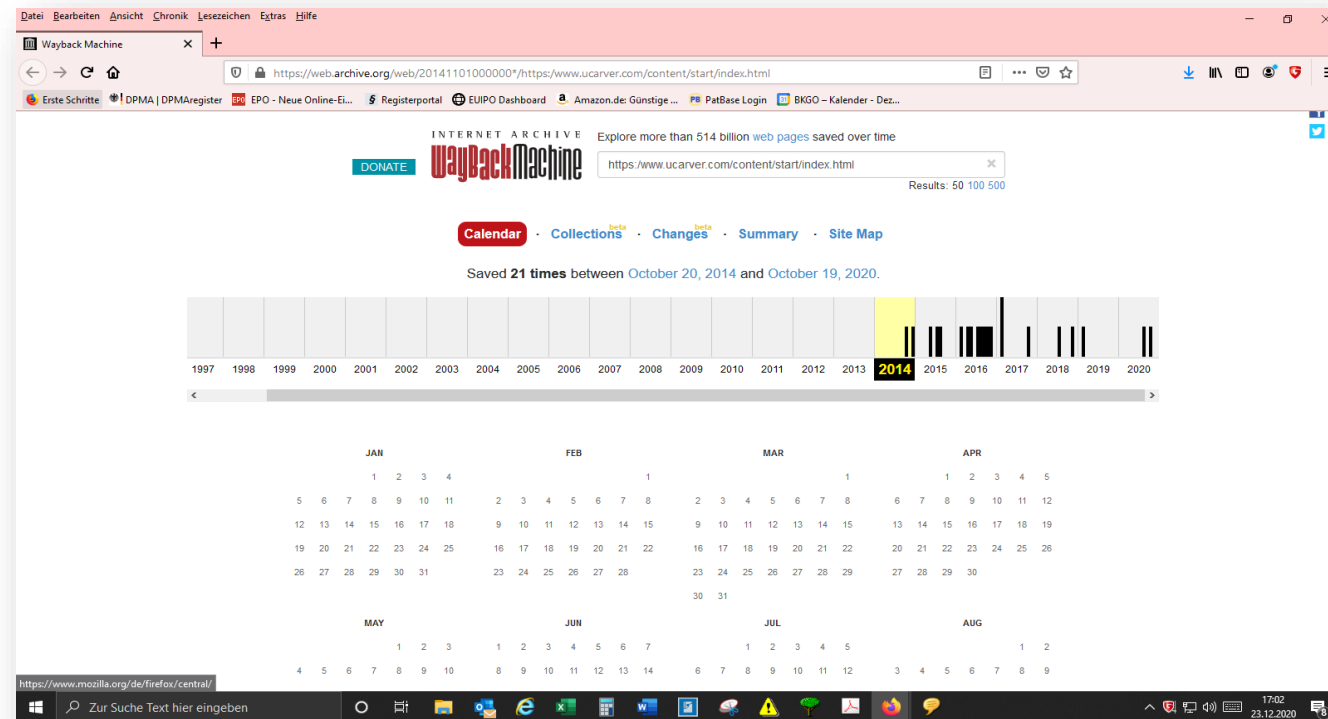 Datei Bearbeiten Ansicht Chronik Lesezeichen Extras Hilfe
Wayback Machine
https://web.archive.org/web/20141101000000*/https:/www.ucarver.com/content/start/index.html
Erste Schritte DPMA | DPMAregister EPO - Neue Online-Ei... Registerportal EUIPO Dashboard Amazon.de: Günstige ... PatBase Login BKGO – Kalender - Dez...
INTERNET ARCHIVE
WayBackMachine
DONATE
Explore more than 514 billion web pages saved over time
https:/www.ucarver.com/content/start/index.html
Results: 50 100 500
Calendar · Collections beta · Changes beta · Summary · Site Map
Saved 21 times between October 20, 2014 and October 19, 2020.
1997 1998 1999 2000 2001 2002 2003 2004 2005 2006 2007 2008 2009 2010 2011 2012 2013 2014 2015 2016 2017 2018 2019 2020
JAN FEB MAR APR
1 2 3 4 1 1 1 2 3 4 5
5 6 7 8 9 10 11 2 3 4 5 6 7 8 2 3 4 5 6 7 8 6 7 8 9 10 11 12
12 13 14 15 16 17 18 9 10 11 12 13 14 15 9 10 11 12 13 14 15 13 14 15 16 17 18 19
19 20 21 22 23 24 25 16 17 18 19 20 21 22 16 17 18 19 20 21 22 20 21 22 23 24 25 26
26 27 28 29 30 31 23 24 25 26 27 28 23 24 25 26 27 28 29 27 28 29 30
30 31
MAY JUN JUL AUG
1 2 3 1 2 3 4 5 6 7 1 2 3 4 5 1 2
4 5 6 7 8 9 10 8 9 10 11 12 13 14 6 7 8 9 10 11 12 3 4 5 6 7 8 9
https://www.mozilla.org/de/firefox/central/
Zur Suche Text hier eingeben
17:02
23.12.2020